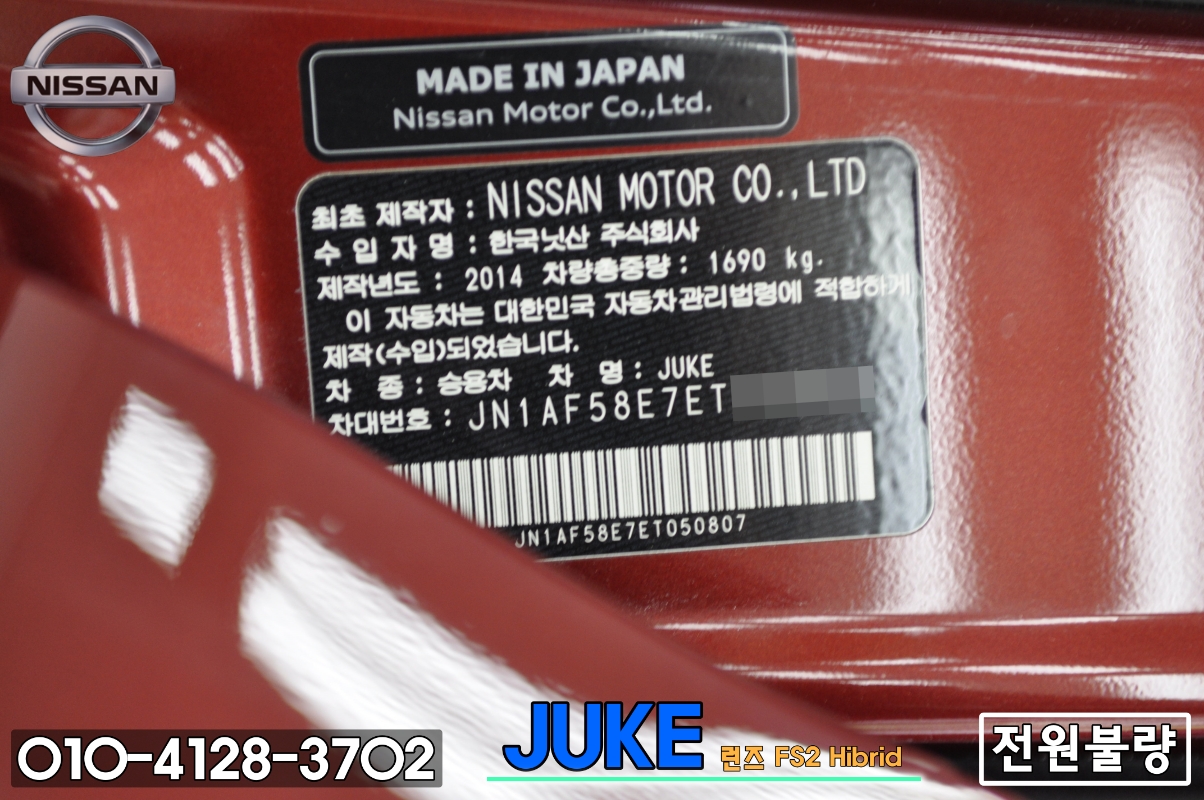 NISSAN
MADE IN JAPAN
Nissan Motor Co.,Ltd.
최초 제작자 : NISSAN MOTOR CO.,LTD
수 입 자 명 : 한국닛산 주식회사
제작년도 : 2014 차량총중량 : 1690 kg.
이 자동차는 대한민국 자동차관리법령에 적합하게
제작(수입)되었습니다.
차 종 : 승용차 차 명 : JUKE
차대번호 : JN1AF58E7ET
JN1AF58E7ET050807
010-4128-3702
JUKE 런즈 FS2 Hibrid
전원불량